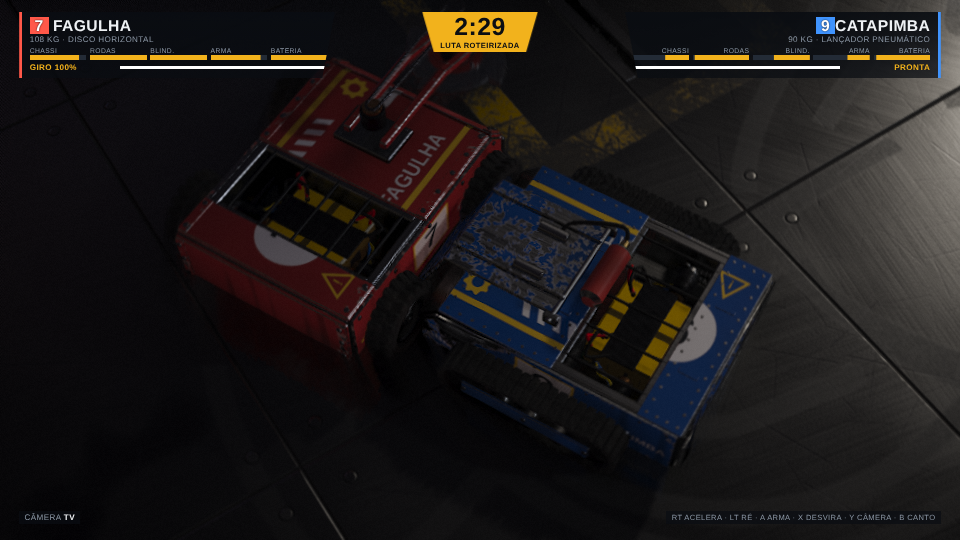 7 FAGULHA
108 KG · DISCO HORIZONTAL
CHASSI RODAS BLIND. ARMA BATERIA
GIRO 100%
2:29
LUTA ROTEIRIZADA
9 CATAPIMBA
90 KG · LANÇADOR PNEUMÁTICO
CHASSI RODAS BLIND. ARMA BATERIA
PRONTA
FAGULHA
7
CÂMERA TV
RT ACELERA · LT RÉ · A ARMA · X DESVIRA · Y CÂMERA · B CANTO